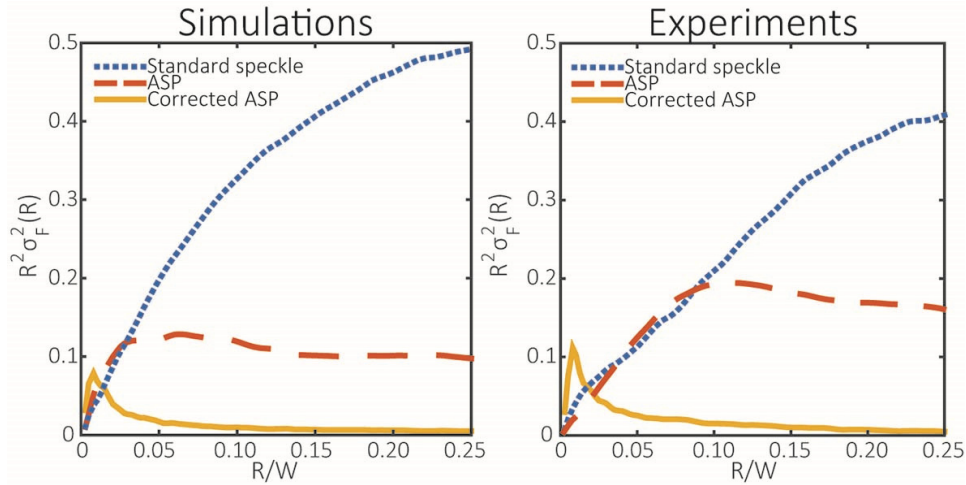 Simulations
0.5
0.4
0.3
0.2
0.1
0
R²σ²F(R)
Standard speckle
ASP
Corrected ASP
0 0.05 0.10 0.15 0.20 0.25
R/W
Experiments
0.5
0.4
0.3
0.2
0.1
0
R²σ²F(R)
Standard speckle
ASP
Corrected ASP
0 0.05 0.10 0.15 0.20 0.25
R/W